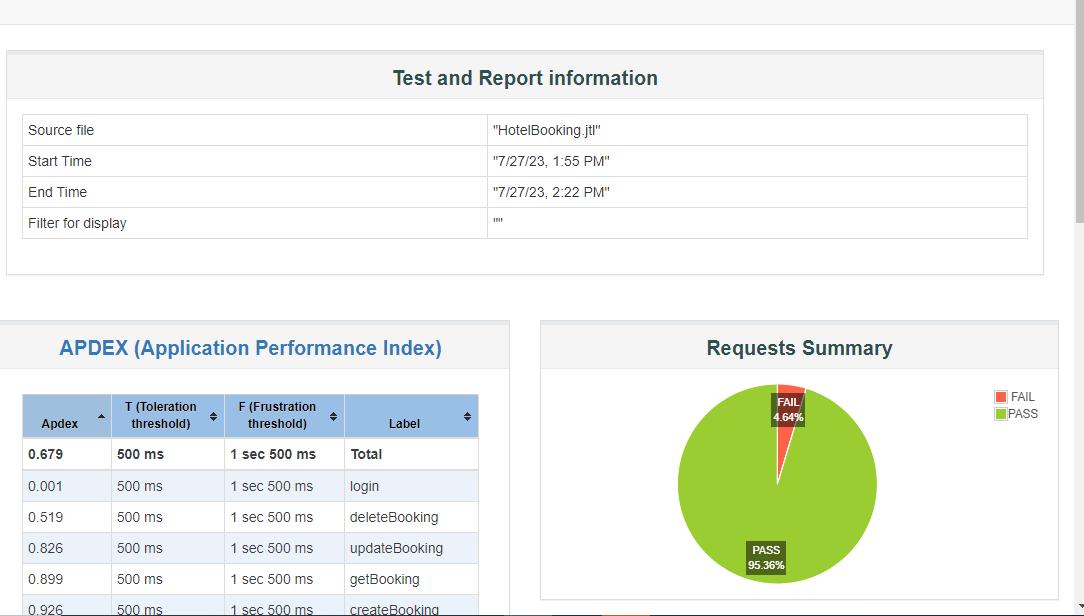 Test and Report information
Source file "HotelBooking.jtl"
Start Time "7/27/23, 1:55 PM"
End Time "7/27/23, 2:22 PM"
Filter for display ""
APDEX (Application Performance Index)
Apdex T (Toleration threshold) F (Frustration threshold) Label
0.679 500 ms 1 sec 500 ms Total
0.001 500 ms 1 sec 500 ms login
0.519 500 ms 1 sec 500 ms deleteBooking
0.826 500 ms 1 sec 500 ms updateBooking
0.899 500 ms 1 sec 500 ms getBooking
0.926 500 ms 1 sec 500 ms createBooking
Requests Summary
FAIL
4.64%
PASS
95.36%
FAIL
PASS